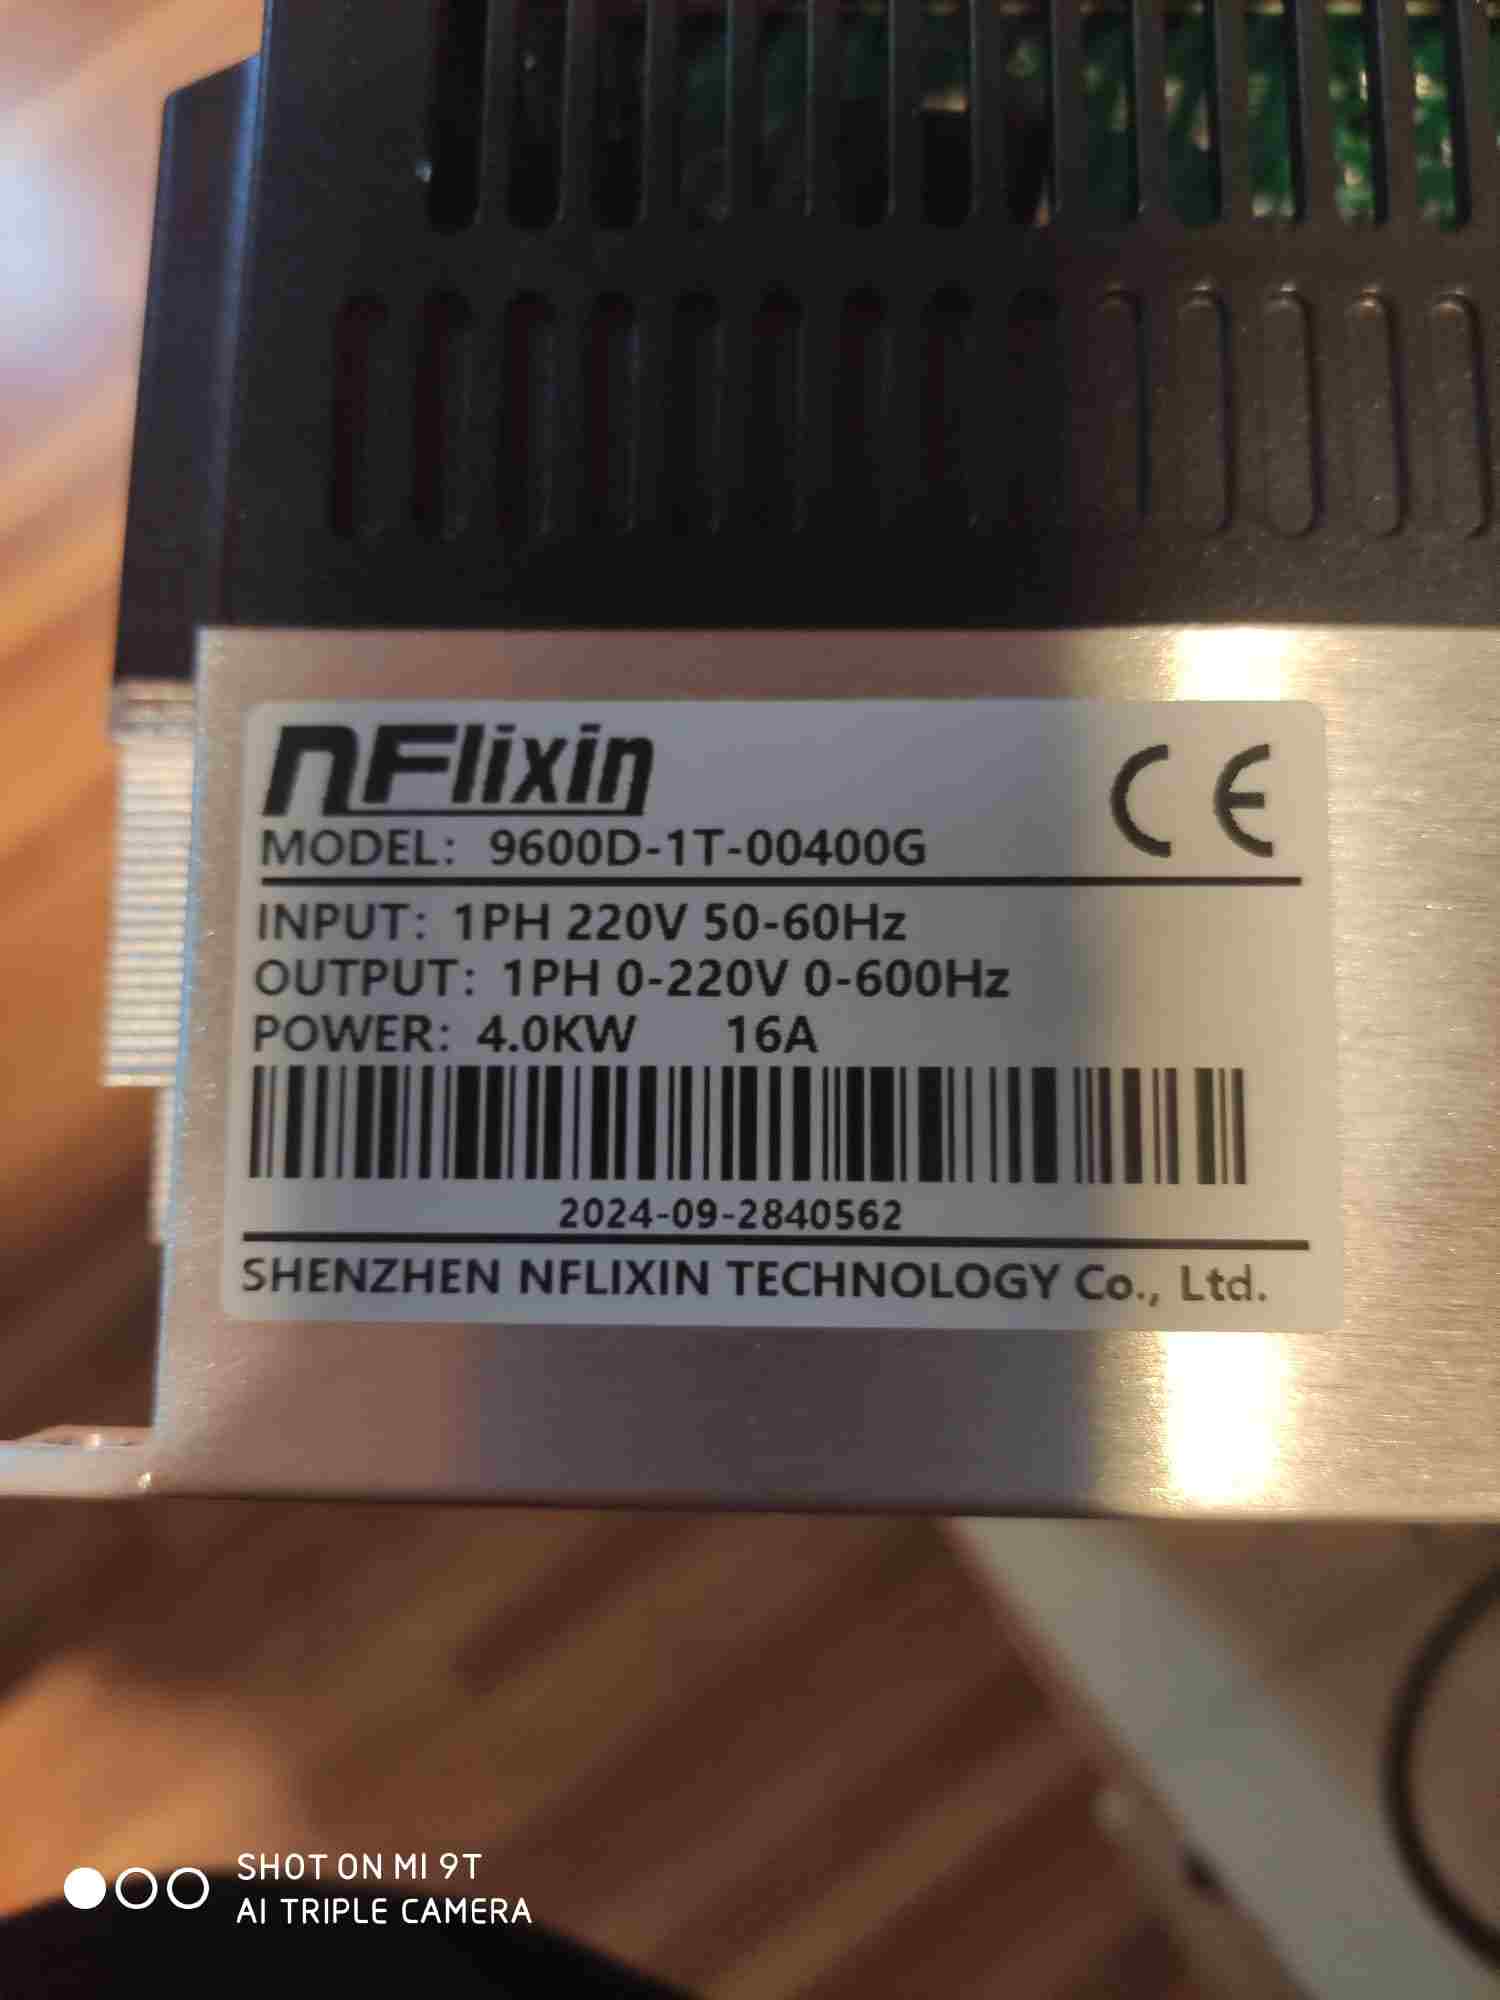 nFlixin
CE
MODEL: 9600D-1T-00400G
INPUT: 1PH 220V 50-60Hz
OUTPUT: 1PH 0-220V 0-600Hz
POWER: 4.0KW 16A
2024-09-2840562
SHENZHEN NFLIXIN TECHNOLOGY Co., Ltd.
SHOT ON MI 9T
AI TRIPLE CAMERA